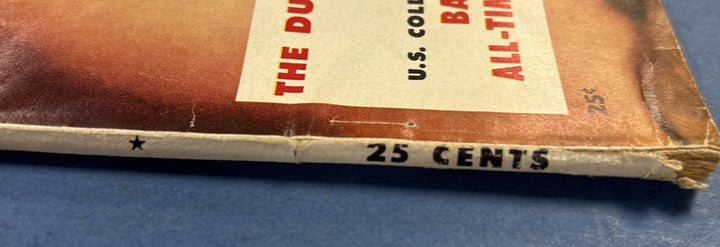 THE DU
U.S. COLL
BA
ALL-TIM
25¢
★ 25 CENTS